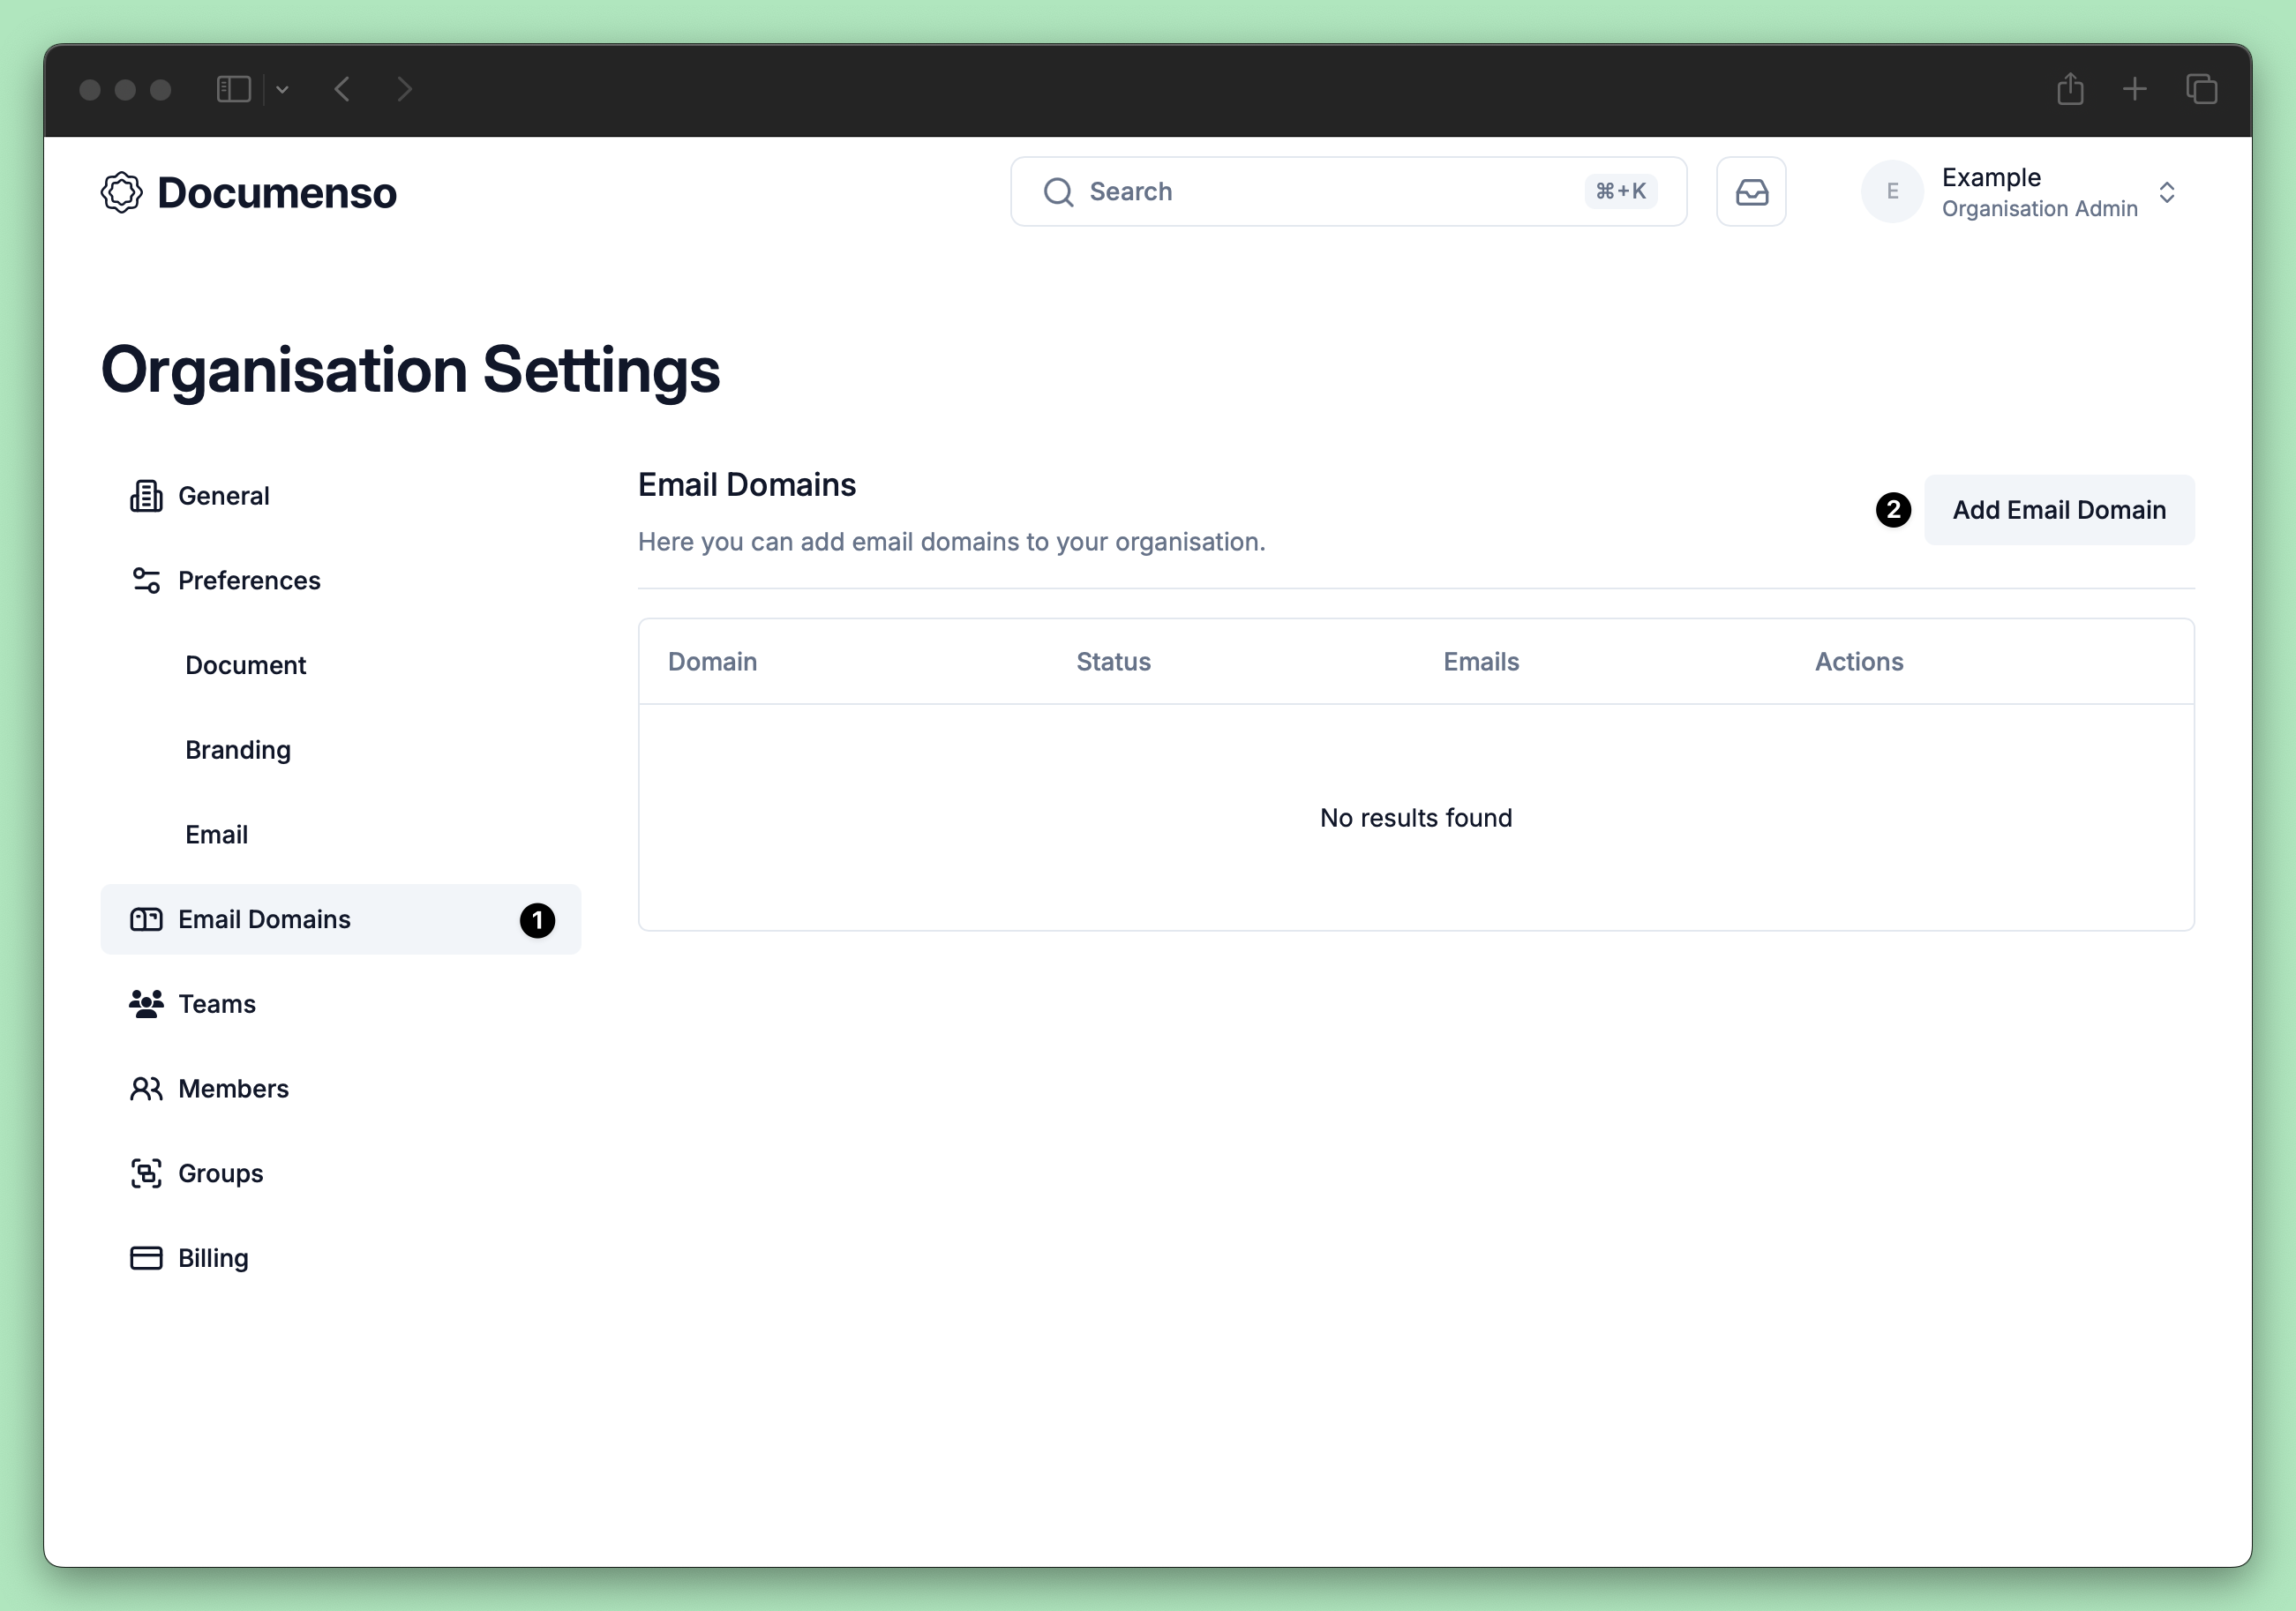 Documenso
Search
⌘+K
E
Example
Organisation Admin
Organisation Settings
General
Preferences
Document
Branding
Email
Email Domains
1
Teams
Members
Groups
Billing
Email Domains
Here you can add email domains to your organisation.
2
Add Email Domain
Domain Status Emails Actions
No results found